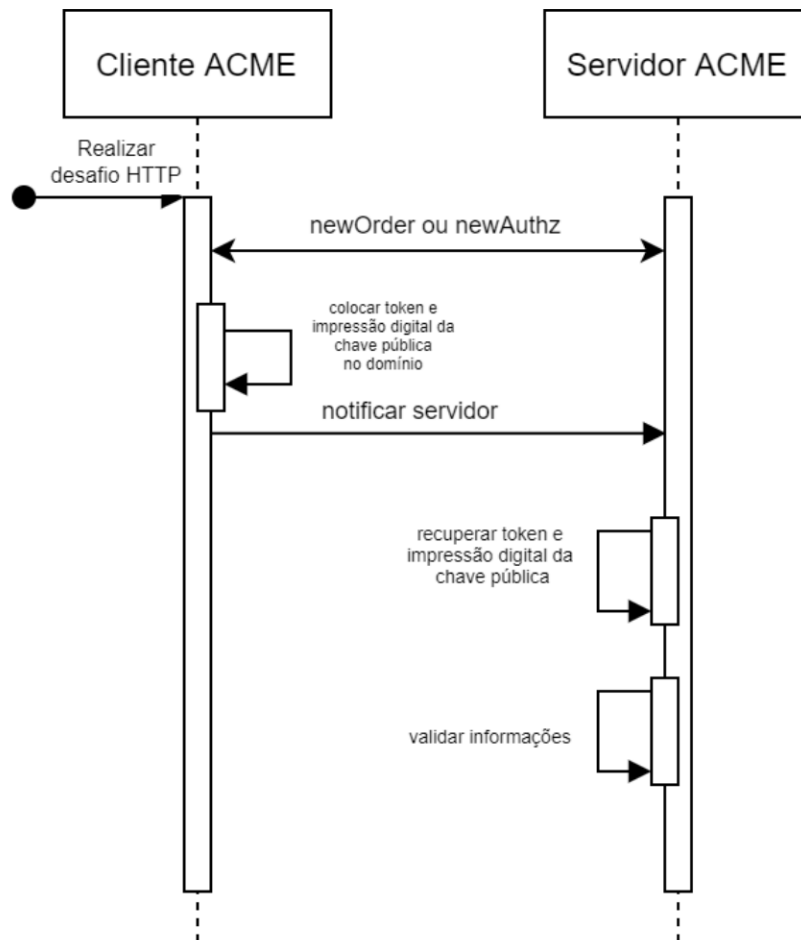 Cliente ACME
Servidor ACME
Realizar
desafio HTTP
newOrder ou newAuthz
colocar token e
impressão digital da
chave pública
no domínio
notificar servidor
recuperar token e
impressão digital da
chave pública
validar informações